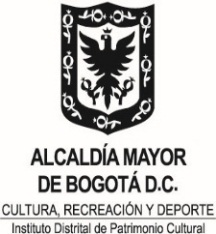 ALCALDÍA MAYOR
DE BOGOTÁ D.C.
CULTURA, RECREACIÓN Y DEPORTE
Instituto Distrital de Patrimonio Cultural